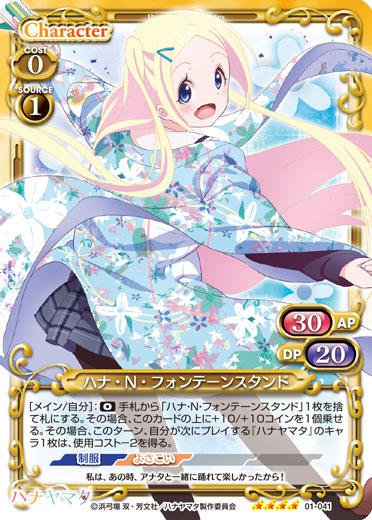 Character
COST
0
SOURCE
1
30 AP
DP 20
ハナ・N・フォンテーンスタンド
[メイン/自分]: 手札から「ハナ・N・フォンテーンスタンド」1枚を捨
て札にする。その場合、このカードの上に+10/+10コインを1個乗せ
る。その場合、このターン、自分が次にプレイする「ハナヤマタ」のキャ
ラ1枚は、使用コスト-2を得る。
制服 よさこい
私は、あの時、アナタと一緒に踊れて楽しかったから!
ハナヤマタ
©浜弓場 双・芳文社/ハナヤマタ製作委員会
★★★★★ 01-041